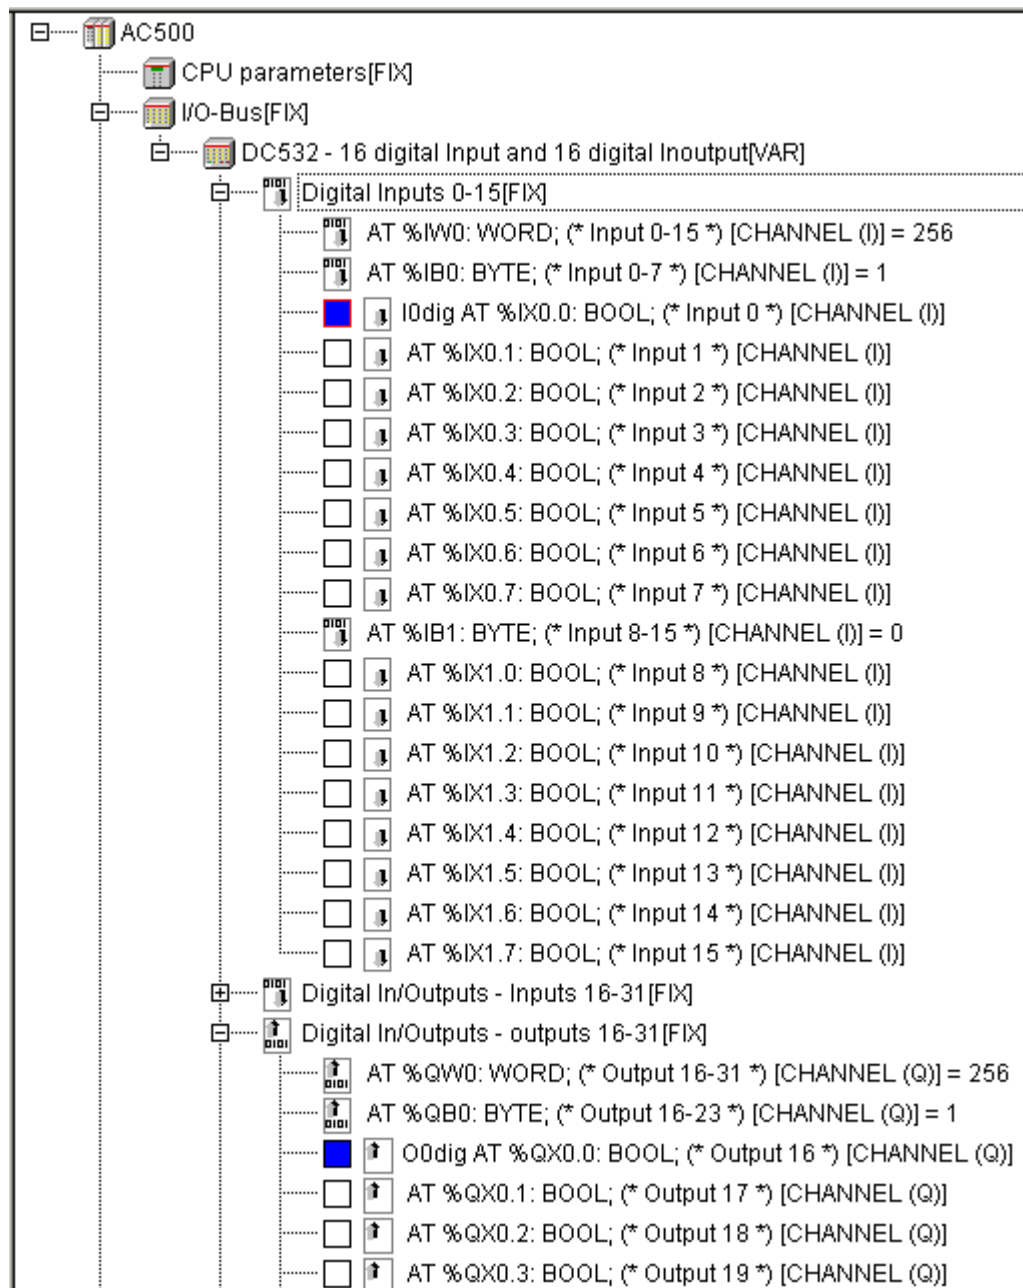 AC500
CPU parameters[FIX]
I/O-Bus[FIX]
DC532 - 16 digital Input and 16 digital Inoutput[VAR]
Digital Inputs 0-15[FIX]
AT %IW0: WORD; (* Input 0-15 *) [CHANNEL (I)] = 256
AT %IB0: BYTE; (* Input 0-7 *) [CHANNEL (I)] = 1
I0dig AT %IX0.0: BOOL; (* Input 0 *) [CHANNEL (I)]
AT %IX0.1: BOOL; (* Input 1 *) [CHANNEL (I)]
AT %IX0.2: BOOL; (* Input 2 *) [CHANNEL (I)]
AT %IX0.3: BOOL; (* Input 3 *) [CHANNEL (I)]
AT %IX0.4: BOOL; (* Input 4 *) [CHANNEL (I)]
AT %IX0.5: BOOL; (* Input 5 *) [CHANNEL (I)]
AT %IX0.6: BOOL; (* Input 6 *) [CHANNEL (I)]
AT %IX0.7: BOOL; (* Input 7 *) [CHANNEL (I)]
AT %IB1: BYTE; (* Input 8-15 *) [CHANNEL (I)] = 0
AT %IX1.0: BOOL; (* Input 8 *) [CHANNEL (I)]
AT %IX1.1: BOOL; (* Input 9 *) [CHANNEL (I)]
AT %IX1.2: BOOL; (* Input 10 *) [CHANNEL (I)]
AT %IX1.3: BOOL; (* Input 11 *) [CHANNEL (I)]
AT %IX1.4: BOOL; (* Input 12 *) [CHANNEL (I)]
AT %IX1.5: BOOL; (* Input 13 *) [CHANNEL (I)]
AT %IX1.6: BOOL; (* Input 14 *) [CHANNEL (I)]
AT %IX1.7: BOOL; (* Input 15 *) [CHANNEL (I)]
Digital In/Outputs - Inputs 16-31[FIX]
Digital In/Outputs - outputs 16-31[FIX]
AT %QW0: WORD; (* Output 16-31 *) [CHANNEL (Q)] = 256
AT %QB0: BYTE; (* Output 16-23 *) [CHANNEL (Q)] = 1
O0dig AT %QX0.0: BOOL; (* Output 16 *) [CHANNEL (Q)]
AT %QX0.1: BOOL; (* Output 17 *) [CHANNEL (Q)]
AT %QX0.2: BOOL; (* Output 18 *) [CHANNEL (Q)]
AT %QX0.3: BOOL; (* Output 19 *) [CHANNEL (Q)]